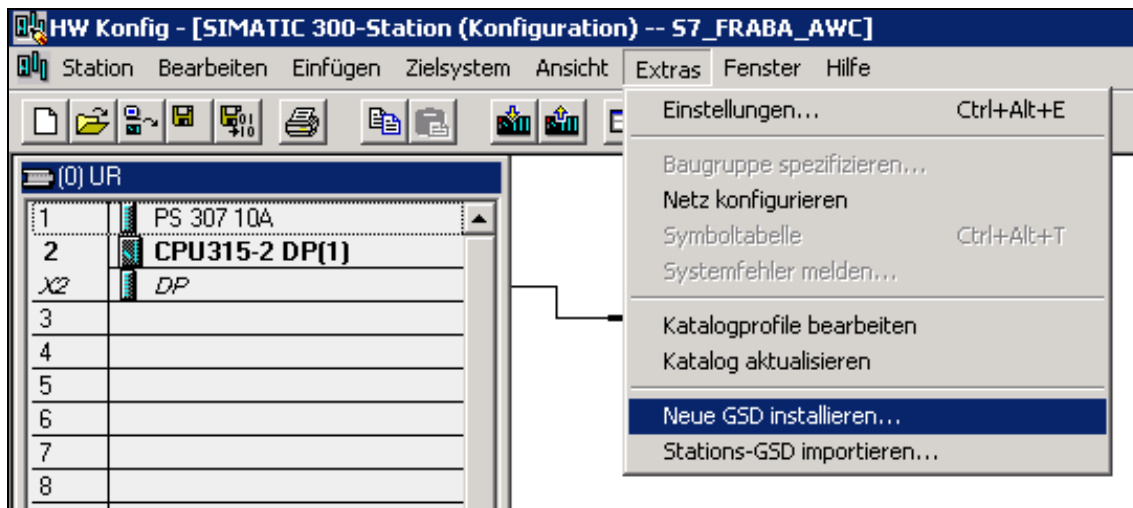 HW Konfig - [SIMATIC 300-Station (Konfiguration) -- S7_FRABA_AWC]
Station Bearbeiten Einfügen Zielsystem Ansicht Extras Fenster Hilfe
Einstellungen... Ctrl+Alt+E
Baugruppe spezifizieren...
Netz konfigurieren
Symboltabelle Ctrl+Alt+T
Systemfehler melden...
Katalogprofile bearbeiten
Katalog aktualisieren
Neue GSD installieren...
Stations-GSD importieren...
(0) UR
1 PS 307 10A
2 CPU315-2 DP(1)
X2 DP
3
4
5
6
7
8